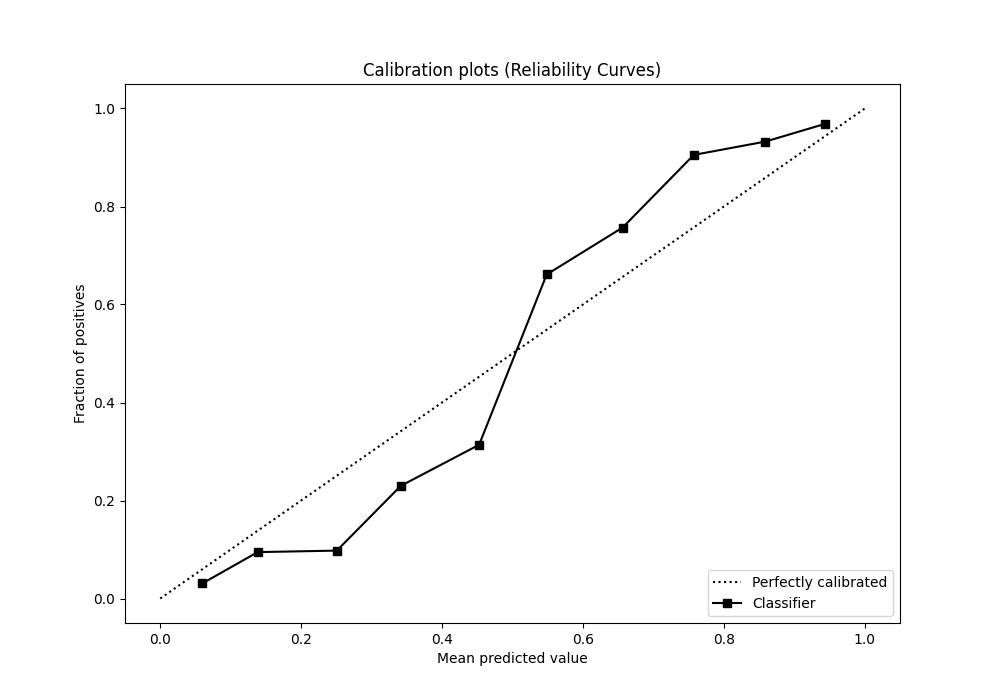 Calibration plots (Reliability Curves)
1.0
0.8
0.6
0.4
0.2
0.0
Fraction of positives
0.0 0.2 0.4 0.6 0.8 1.0
Mean predicted value
Perfectly calibrated
Classifier